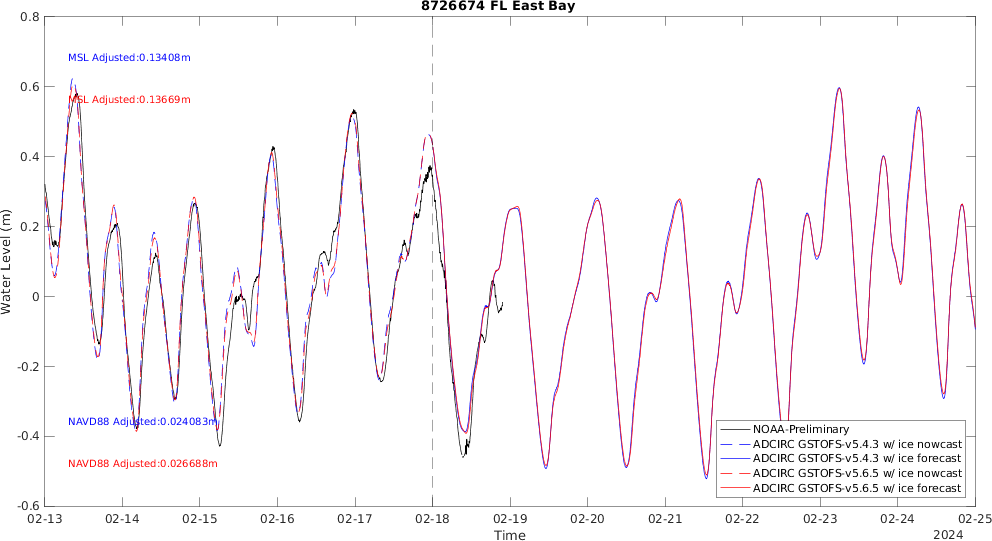 8726674 FL East Bay
0.8
0.6
0.4
0.2
0
-0.2
-0.4
-0.6
Water Level (m)
MSL Adjusted:0.13408m
MSL Adjusted:0.13669m
NAVD88 Adjusted:0.024083m
NAVD88 Adjusted:0.026688m
NOAA-Preliminary
ADCIRC GSTOFS-v5.4.3 w/ ice nowcast
ADCIRC GSTOFS-v5.4.3 w/ ice forecast
ADCIRC GSTOFS-v5.6.5 w/ ice nowcast
ADCIRC GSTOFS-v5.6.5 w/ ice forecast
02-13 02-14 02-15 02-16 02-17 02-18 02-19 02-20 02-21 02-22 02-23 02-24 02-25
Time
2024